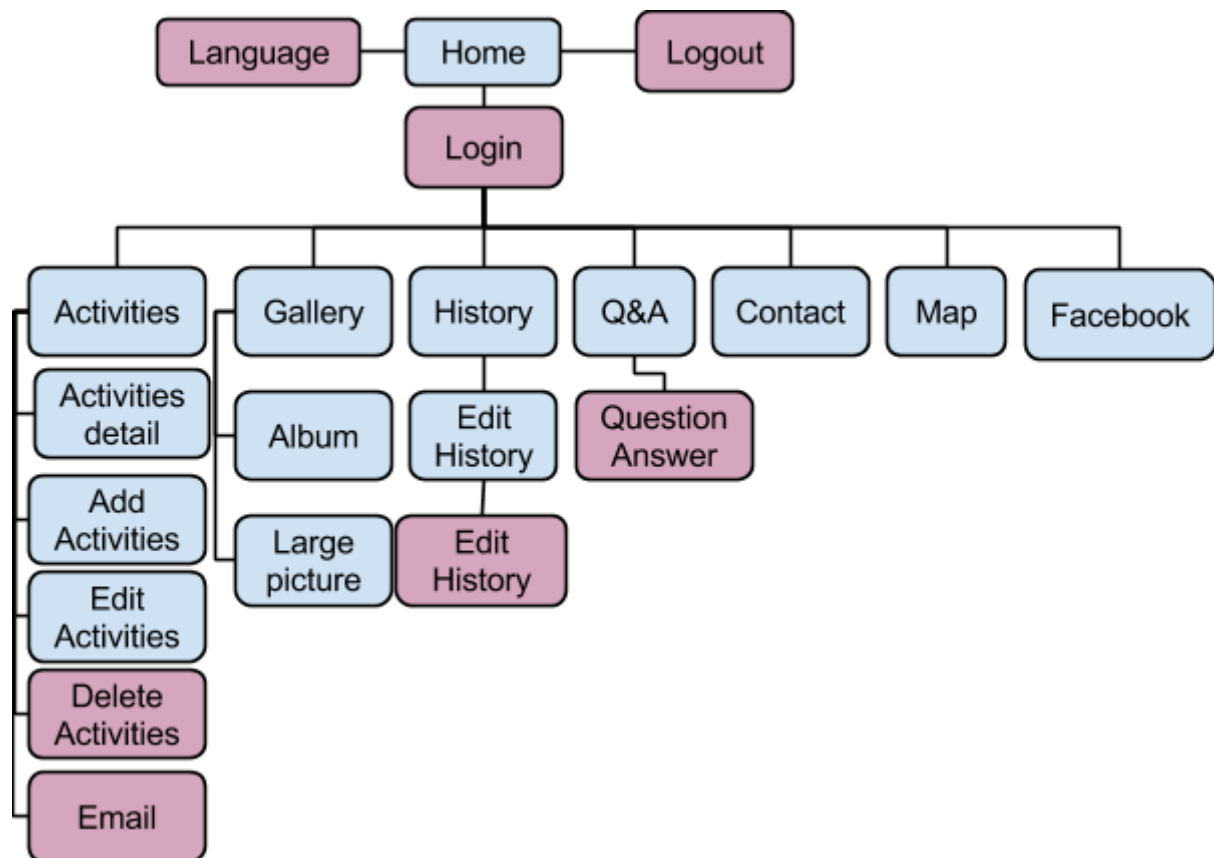 Language
Home
Logout
Login
Activities
Gallery
History
Q&A
Contact
Map
Facebook
Activities
detail
Album
Edit
History
Question
Answer
Add
Activities
Large
picture
Edit
History
Edit
Activities
Delete
Activities
Email